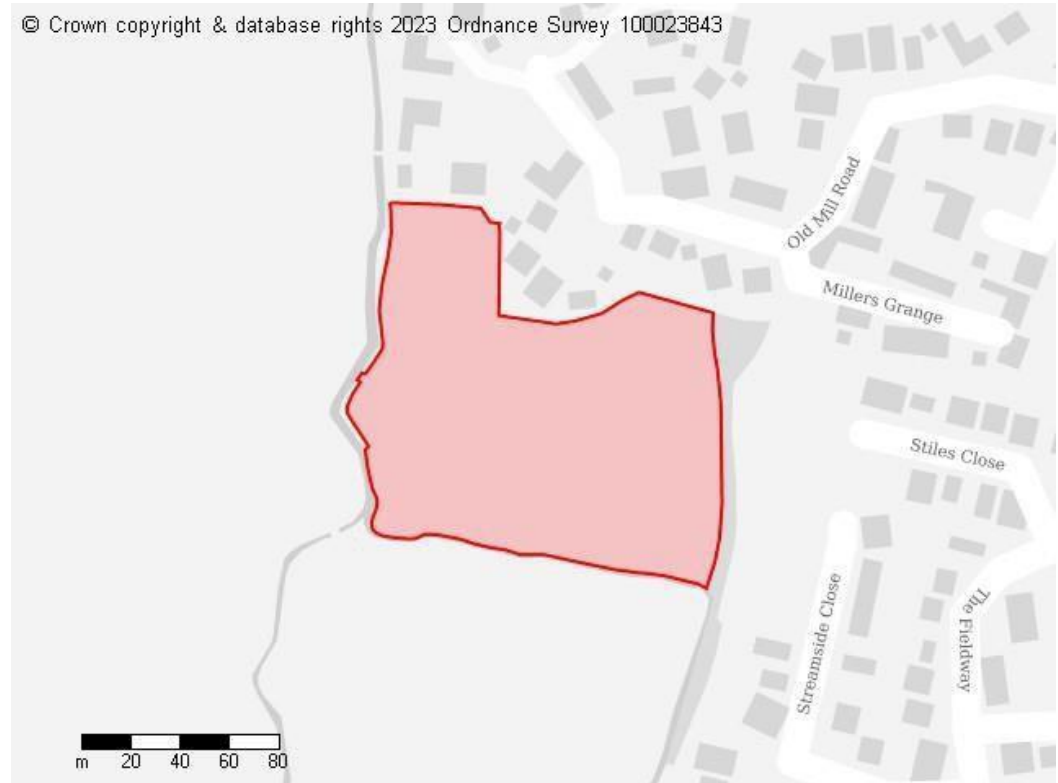 © Crown copyright & database rights 2023 Ordnance Survey 100023843
Old Mill Road
Millers Grange
Stiles Close
Streamside Close
The Fieldway
m 20 40 60 80